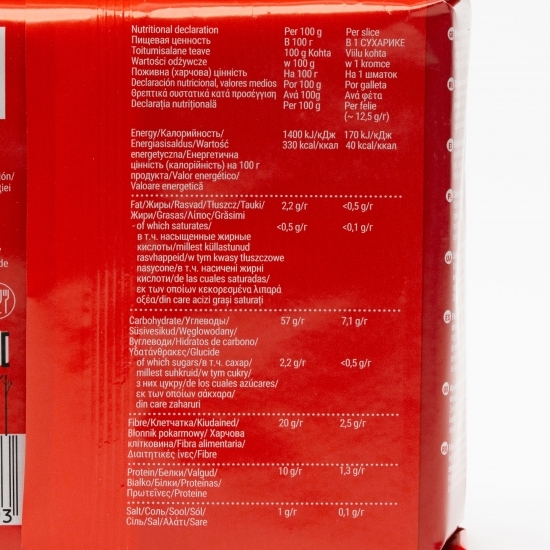 Nutritional declaration Per 100 g Per slice
Пищевая ценность В 100 г В 1 СУХАРИКЕ
Toitumisalane teave 100 g Kohta Viilu kohta
Wartości odżywcze w 100 g w 1 kromce
Поживна (харчова) цінність На 100 г На 1 шматок
Declaración nutricional, valores medios Por 100 g Por galleta
Θρεπτικά συστατικά κατά προσέγγιση Ανά 100g Ανά φέτα
Declarația nutrițională Per 100 g Per felie
(~ 12,5 g/г)
Energy/Калорийность/ 1400 kJ/кДж 170 kJ/кДж
Energiasisaldus/Wartość 330 kcal/ккал 40 kcal/ккал
energetyczna/Енергетична
цінність (калорійність) на 100 г
продукта/Valor energético/
Valoare energetică
Fat/Жиры/Rasvad/Tłuszcz/Tauki/ 2,2 g/г <0,5 g/г
Жири/Grasas/Λίπος/Grăsimi
- of which saturates/ <0,5 g/г <0,1 g/г
в т.ч. насыщенные жирные
кислоты/millest küllastunud
rasvhappeid/w tym kwasy tłuszczowe
nasycone/в т.ч. насичені жирні
кислоти/de las cuales saturadas/
εκ των οποίων κεκορεσμένα λιπαρά
οξέα/din care acizi grași saturați
Carbohydrate/Углеводы/ 57 g/г 7,1 g/г
Süsivesikud/Węglowodany/
Вуглеводи/Hidratos de carbono/
Υδατάνθρακες/Glucide
of which sugars/в т.ч. сахар/ 2,2 g/г <0,5 g/г
millest suhkruid/w tym cukry/
з них цукру/de los cuales azúcares/
εκ των οποίων σάκχαρα/
din care zaharuri
Fibre/Клетчатка/Kiudained/ 20 g/г 2,5 g/г
Błonnik pokarmowy/ Харчова
клітковина/Fibra alimentaria/
Διαιτητικές ίνες/Fibre
Protein/Белки/Valgud/ 10 g/г 1,3 g/г
Białko/Білки/Proteínas/
Πρωτεΐνες/Proteine
Salt/Соль/Sool/Sól/ 1 g/г 0,1 g/г
Сіль/Sal/Αλάτι/Sare